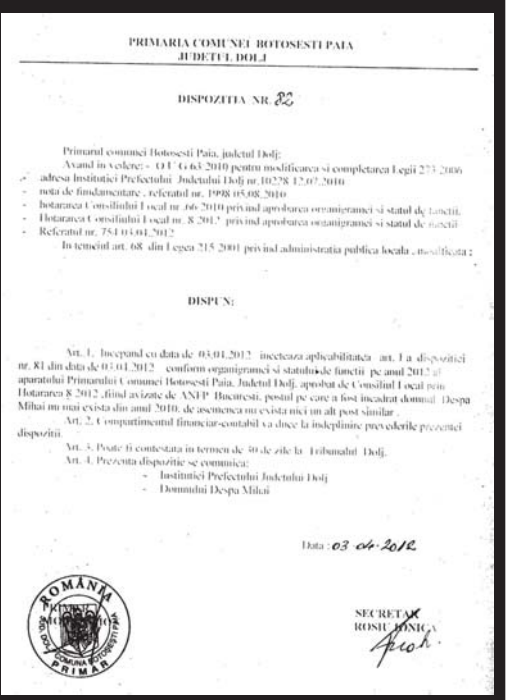 PRIMARIA COMUNEI BOTOSESTI PAIA
JUDETUL DOLJ
DISPOZITIA NR. 82
Primarul comunei Botosesti Paia, judetul Dolj;
Avand in vedere: - O U G 63 2010 pentru modificarea si completarea Legii 273 2006
adresa Institutiei Prefectului Judetului Dolj nr.10228 12.07.2010
- nota de fundamentare , referatul nr. 1998 05.08.2010
- hotararea Consiliului Local nr. 66 2010 privind aprobarea organigramei si statul de functii.
- Hotararea Consiliului Local nr. 8 2012 privind aprobarea organigramei si statul de functii
- Referatul nr. 754 03.04.2012
In temeiul art. 68 din Legea 215 2001 privind administratia publica locala , modificata ;
DISPUN:
Art. 1. Incepand cu data de 03.04.2012 inceteaza aplicabilitatea art. 1 a dispozitiei
nr. 81 din data de 03.04.2012 conform organigramei si statului de functii pe anul 2012 al
aparatului Primarului Comunei Botosesti Paia, Judetul Dolj, aprobat de Consiliul Local prin
Hotararea 8 2012 ,fiind avizate de ANFP Bucuresti, postul pe care a fost incadrat domnul Despa
Mihai nu mai exista din anul 2010, de asemenea nu exista nici un alt post similar .
Art. 2. Compartimentul financiar-contabil va duce la indeplinire prevederile prezentei
dispozitii.
Art. 3. Poate fi contestata in termen de 30 de zile la Tribunalul Dolj.
Art. 4. Prezenta dispozitie se comunica:
- Institutiei Prefectului Judetului Dolj
- Domnului Despa Mihai
Data : 03-04-2012
ROMÂNIA
PRIMAR
JUD. DOLJ
COMUNA BOTOSEȘTI PAIA
PRIMAR
SECRETAR
ROSIU IONICA